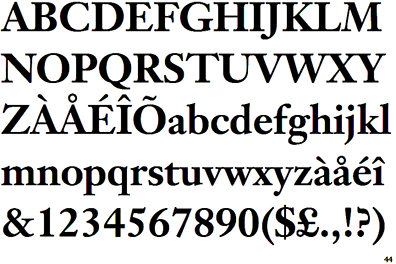 ABCDEFGHIJKLM
NOPQRSTUVWXY
ZÀÅÉÎÕabcdefghijkl
mnopqrstuvwxyzàåéî
&1234567890($£.,!?)
44